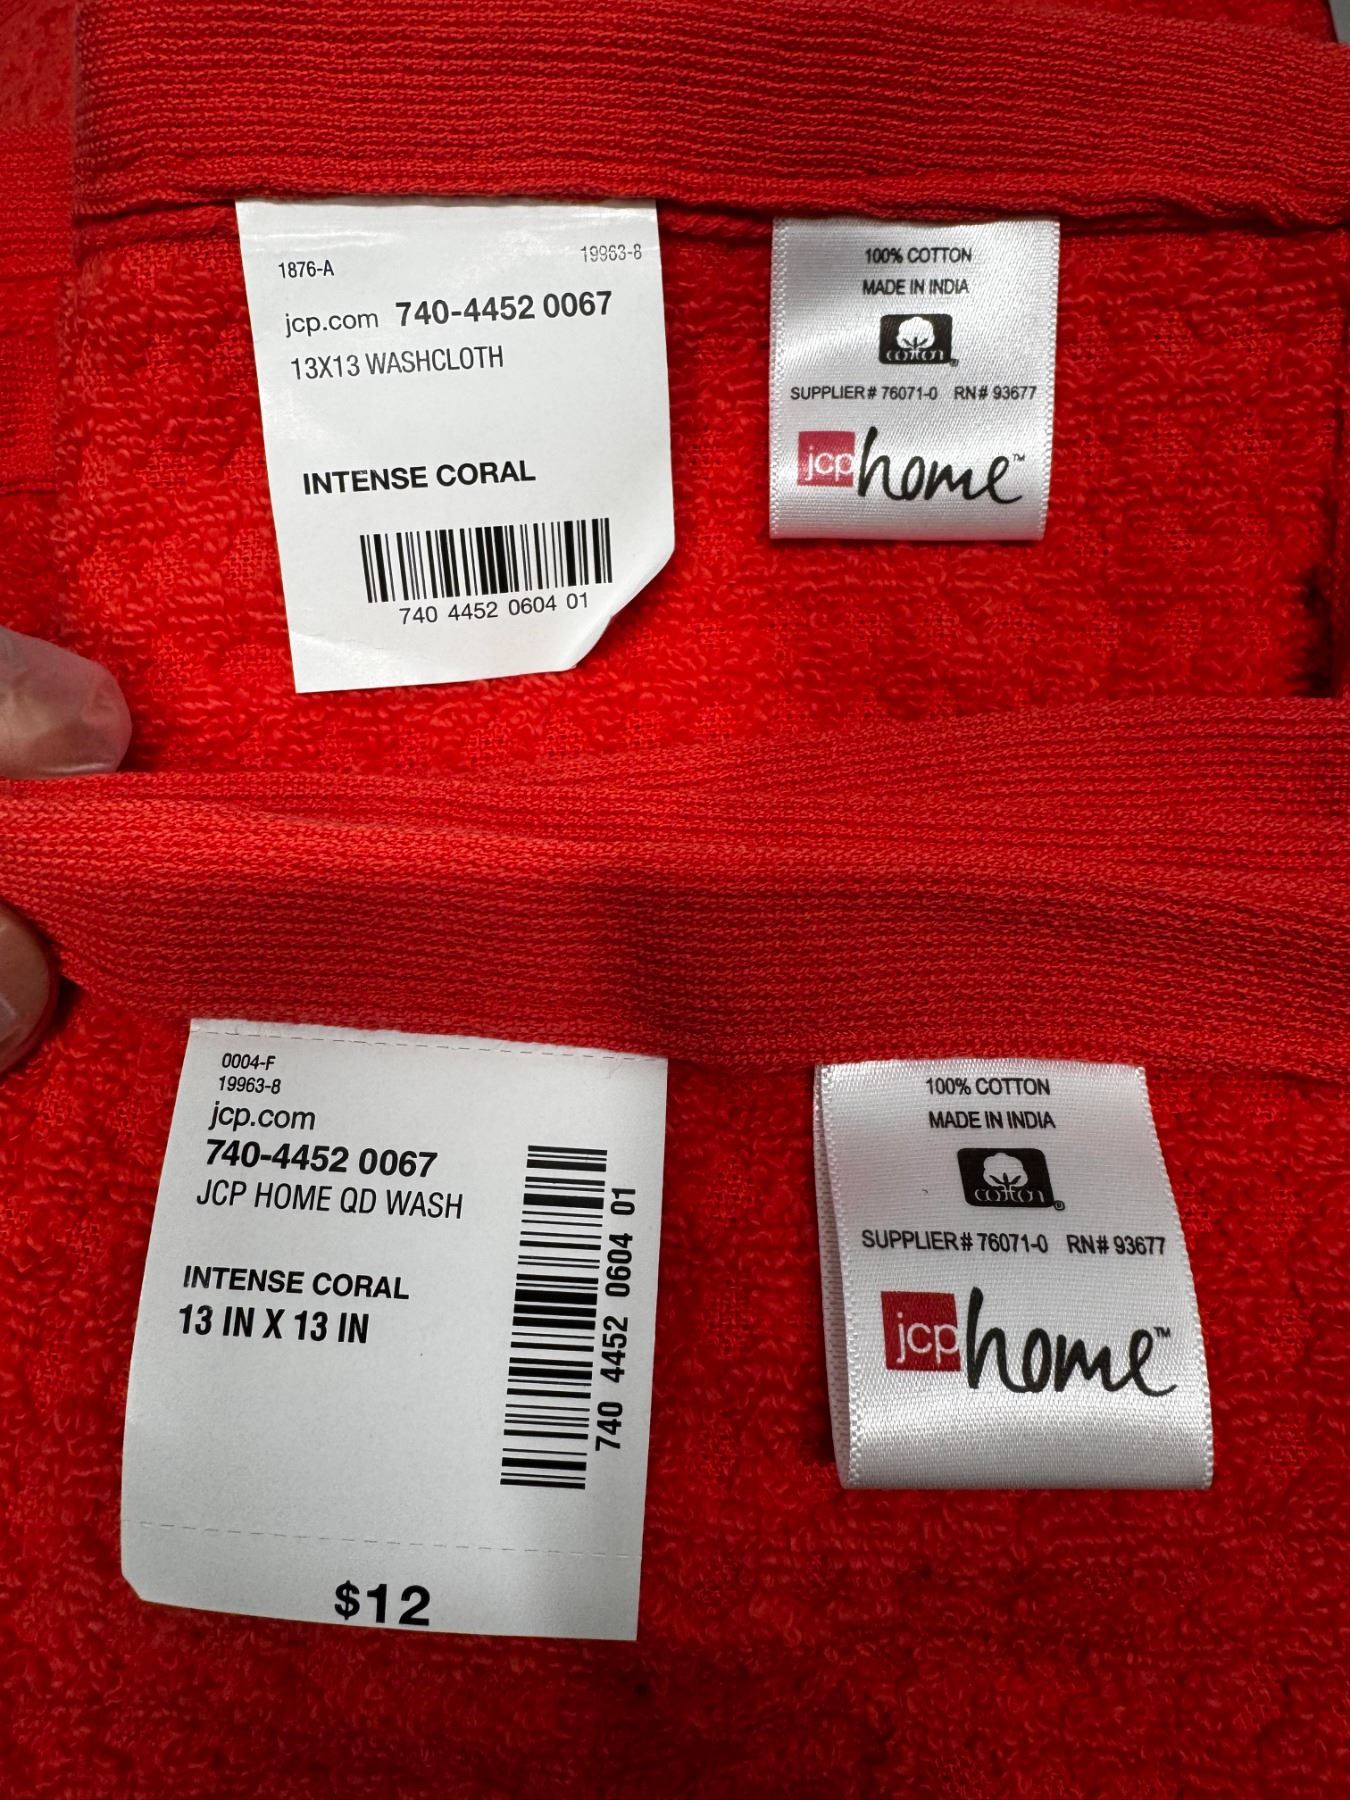 1876-A
19963-8
jcp.com 740-4452 0067
13X13 WASHCLOTH
INTENSE CORAL
740 4452 0604 01
100% COTTON
MADE IN INDIA
cotton®
SUPPLIER# 76071-0 RN# 93677
jcp home™
0004-F
19963-8
jcp.com
740-4452 0067
JCP HOME QD WASH
INTENSE CORAL
13 IN X 13 IN
740 4452 0604 01
$12
100% COTTON
MADE IN INDIA
cotton®
SUPPLIER# 76071-0 RN# 93677
jcp home™